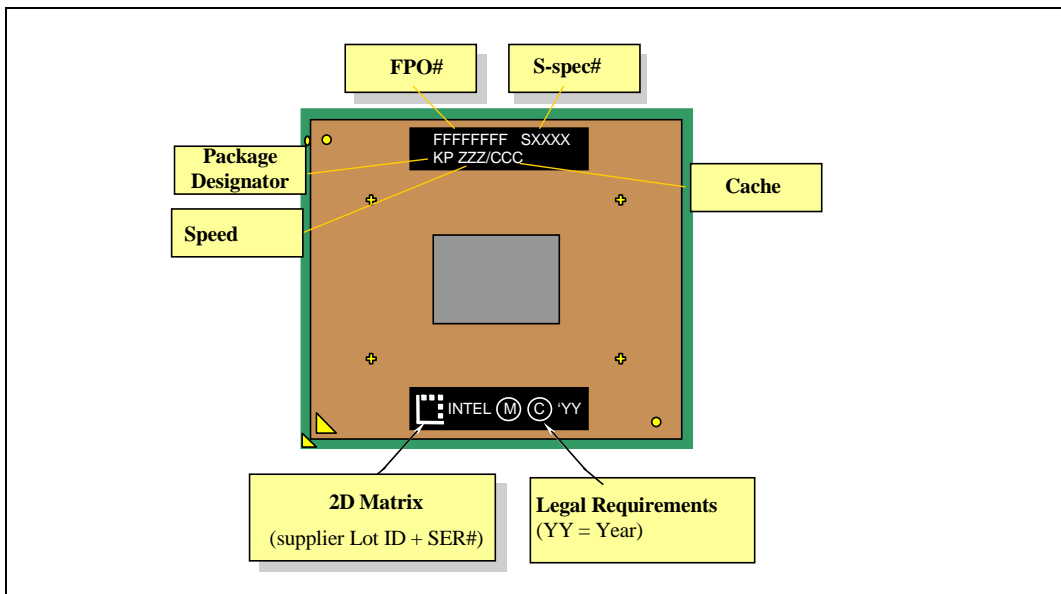 FPO#
S-spec#
FFFFFFFF SXXXX
KP ZZZ/CCC
Package
Designator
Cache
Speed
INTEL M C ‘YY
2D Matrix
(supplier Lot ID + SER#)
Legal Requirements
(YY = Year)